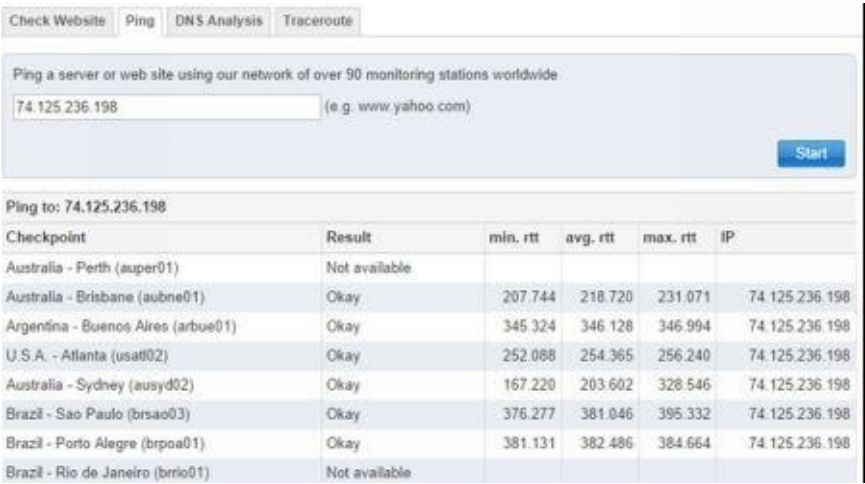 Check Website Ping DNS Analysis Traceroute
Ping a server or web site using our network of over 90 monitoring stations worldwide
74.125.236.198 (e.g. www.yahoo.com)
Start
Ping to: 74.125.236.198
Checkpoint Result min. rtt avg. rtt max. rtt IP
Australia - Perth (auper01) Not available
Australia - Brisbane (aubne01) Okay 207.744 218.720 231.071 74.125.236.198
Argentina - Buenos Aires (arbue01) Okay 345.324 346.128 346.994 74.125.236.198
U.S.A. - Atlanta (usatl02) Okay 252.088 254.365 256.240 74.125.236.198
Australia - Sydney (ausyd02) Okay 167.220 203.602 328.546 74.125.236.198
Brazil - Sao Paulo (brsao03) Okay 376.277 381.046 395.332 74.125.236.198
Brazil - Porto Alegre (brpoa01) Okay 381.131 382.486 384.664 74.125.236.198
Brazil - Rio de Janeiro (brrio01) Not available